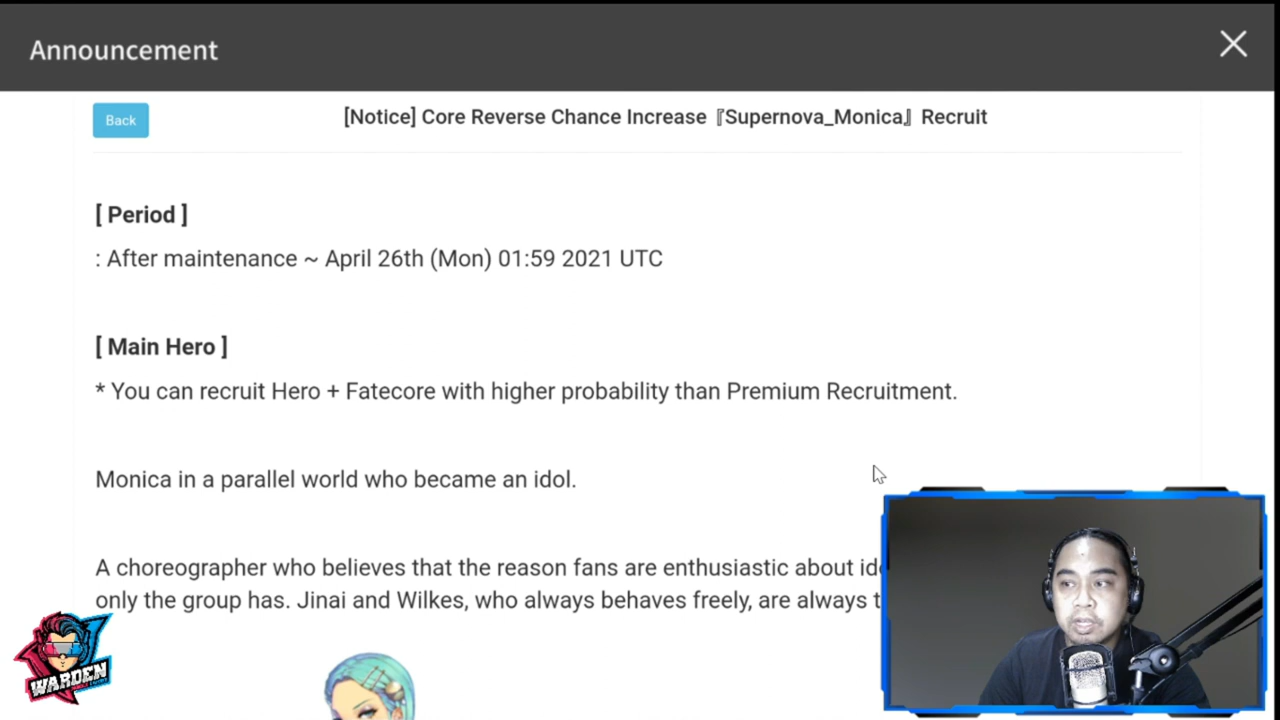 Announcement
Back
[Notice] Core Reverse Chance Increase『Supernova_Monica』Recruit
[ Period ]
: After maintenance ~ April 26th (Mon) 01:59 2021 UTC
[ Main Hero ]
* You can recruit Hero + Fatecore with higher probability than Premium Recruitment.
Monica in a parallel world who became an idol.
A choreographer who believes that the reason fans are enthusiastic about
only the group has. Jinai and Wilkes, who always behaves freely, are always
WARDEN